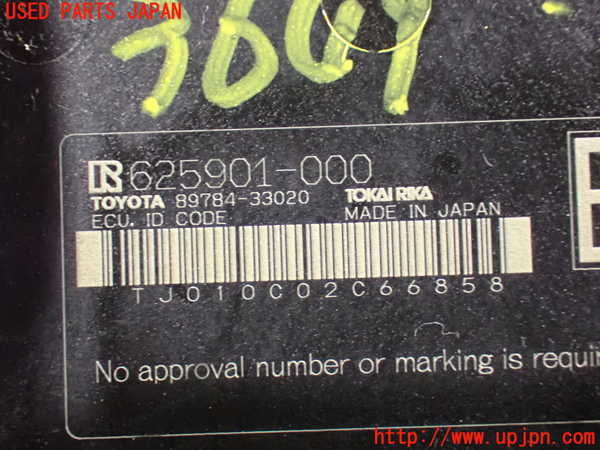 USED PARTS JAPAN
3609
R 625901-000
TOYOTA 89784-33020 TOKAI RIKA
ECU. ID CODE MADE IN JAPAN
TJ010C02C66858
No approval number or marking is requi
http://www.upjpn.com/